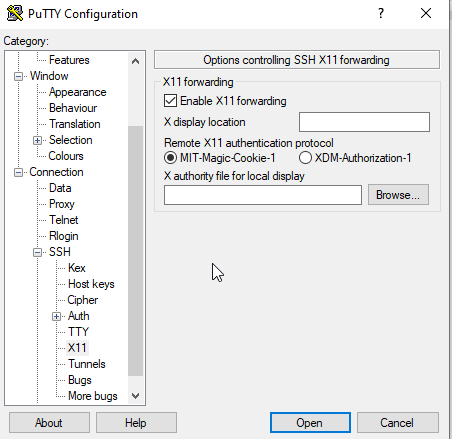 PuTTY Configuration
? ×
Category:
Features
Window
Appearance
Behaviour
Translation
Selection
Colours
Connection
Data
Proxy
Telnet
Rlogin
SSH
Kex
Host keys
Cipher
Auth
TTY
X11
Tunnels
Bugs
More bugs
Options controlling SSH X11 forwarding
X11 forwarding
Enable X11 forwarding
X display location
Remote X11 authentication protocol
MIT-Magic-Cookie-1 XDM-Authorization-1
X authority file for local display
Browse...
About Help Open Cancel